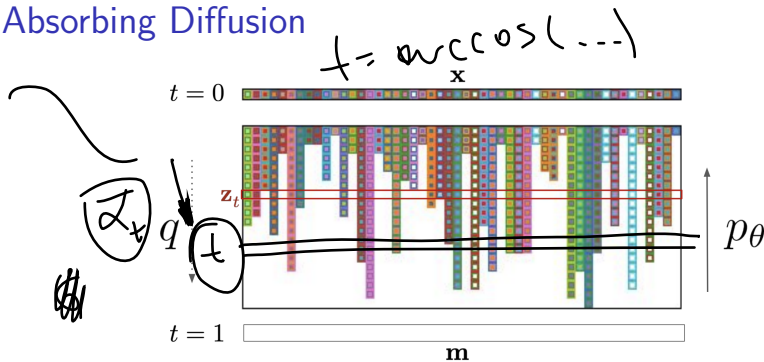 Absorbing Diffusion
t = arccos(...)
x
t = 0
z_t
α_t
q
t
p_θ
t = 1
m